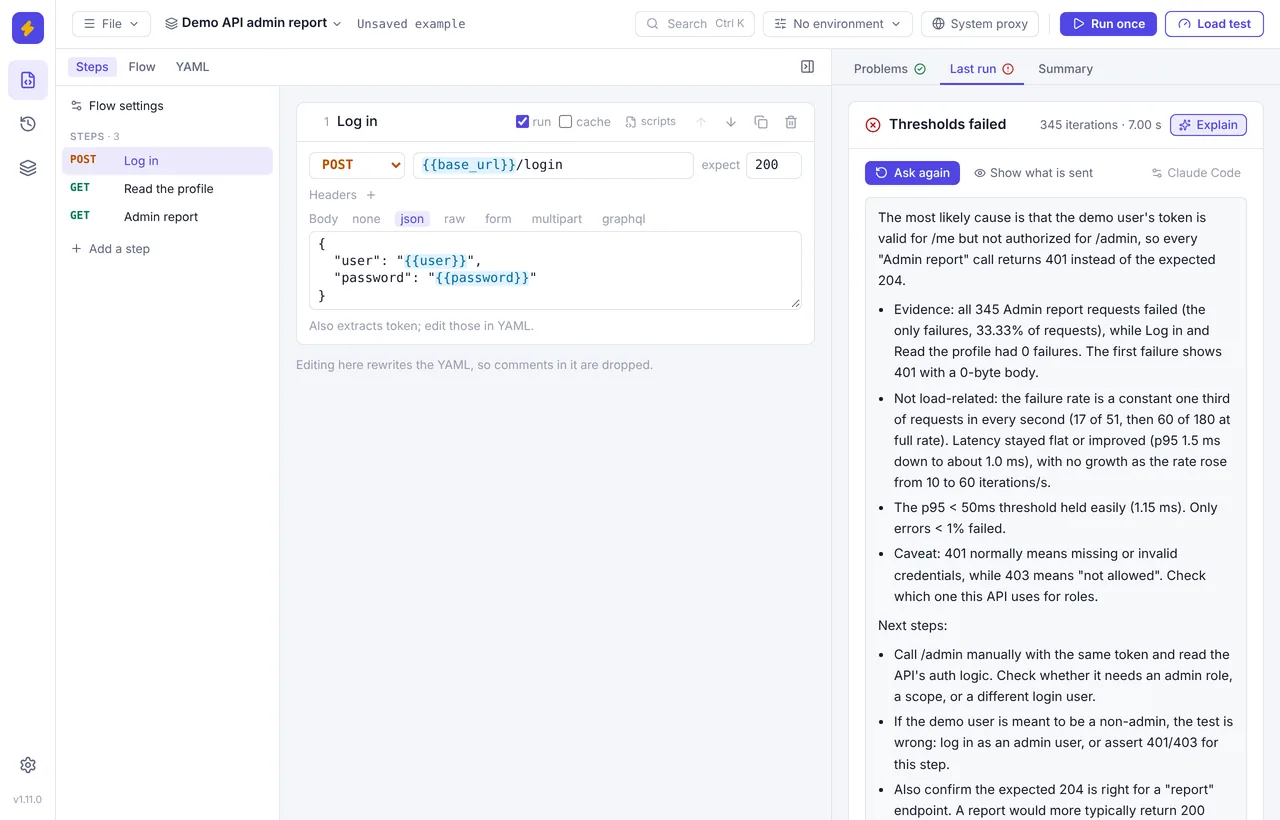 File
Demo API admin report
Unsaved example
Search Ctrl K
No environment
System proxy
Run once
Load test
Steps
Flow
YAML
Flow settings
STEPS · 3
POST Log in
GET Read the profile
GET Admin report
Add a step
v1.11.0
1 Log in
run
cache
scripts
POST
{{base_url}}/login
expect 200
Headers +
Body none json raw form multipart graphql
{
"user": "{{user}}",
"password": "{{password}}"
}
Also extracts token; edit those in YAML.
Editing here rewrites the YAML, so comments in it are dropped.
Problems
Last run
Summary
Thresholds failed
345 iterations · 7.00 s
Explain
Ask again
Show what is sent
Claude Code
The most likely cause is that the demo user's token is
valid for /me but not authorized for /admin, so every
"Admin report" call returns 401 instead of the expected
204.
• Evidence: all 345 Admin report requests failed (the
only failures, 33.33% of requests), while Log in and
Read the profile had 0 failures. The first failure shows
401 with a 0-byte body.
• Not load-related: the failure rate is a constant one third
of requests in every second (17 of 51, then 60 of 180 at
full rate). Latency stayed flat or improved (p95 1.5 ms
down to about 1.0 ms), with no growth as the rate rose
from 10 to 60 iterations/s.
• The p95 < 50ms threshold held easily (1.15 ms). Only
errors < 1% failed.
• Caveat: 401 normally means missing or invalid
credentials, while 403 means "not allowed". Check
which one this API uses for roles.
Next steps:
• Call /admin manually with the same token and read the
API's auth logic. Check whether it needs an admin role,
a scope, or a different login user.
• If the demo user is meant to be a non-admin, the test is
wrong: log in as an admin user, or assert 401/403 for
this step.
• Also confirm the expected 204 is right for a "report"
endpoint. A report would more typically return 200